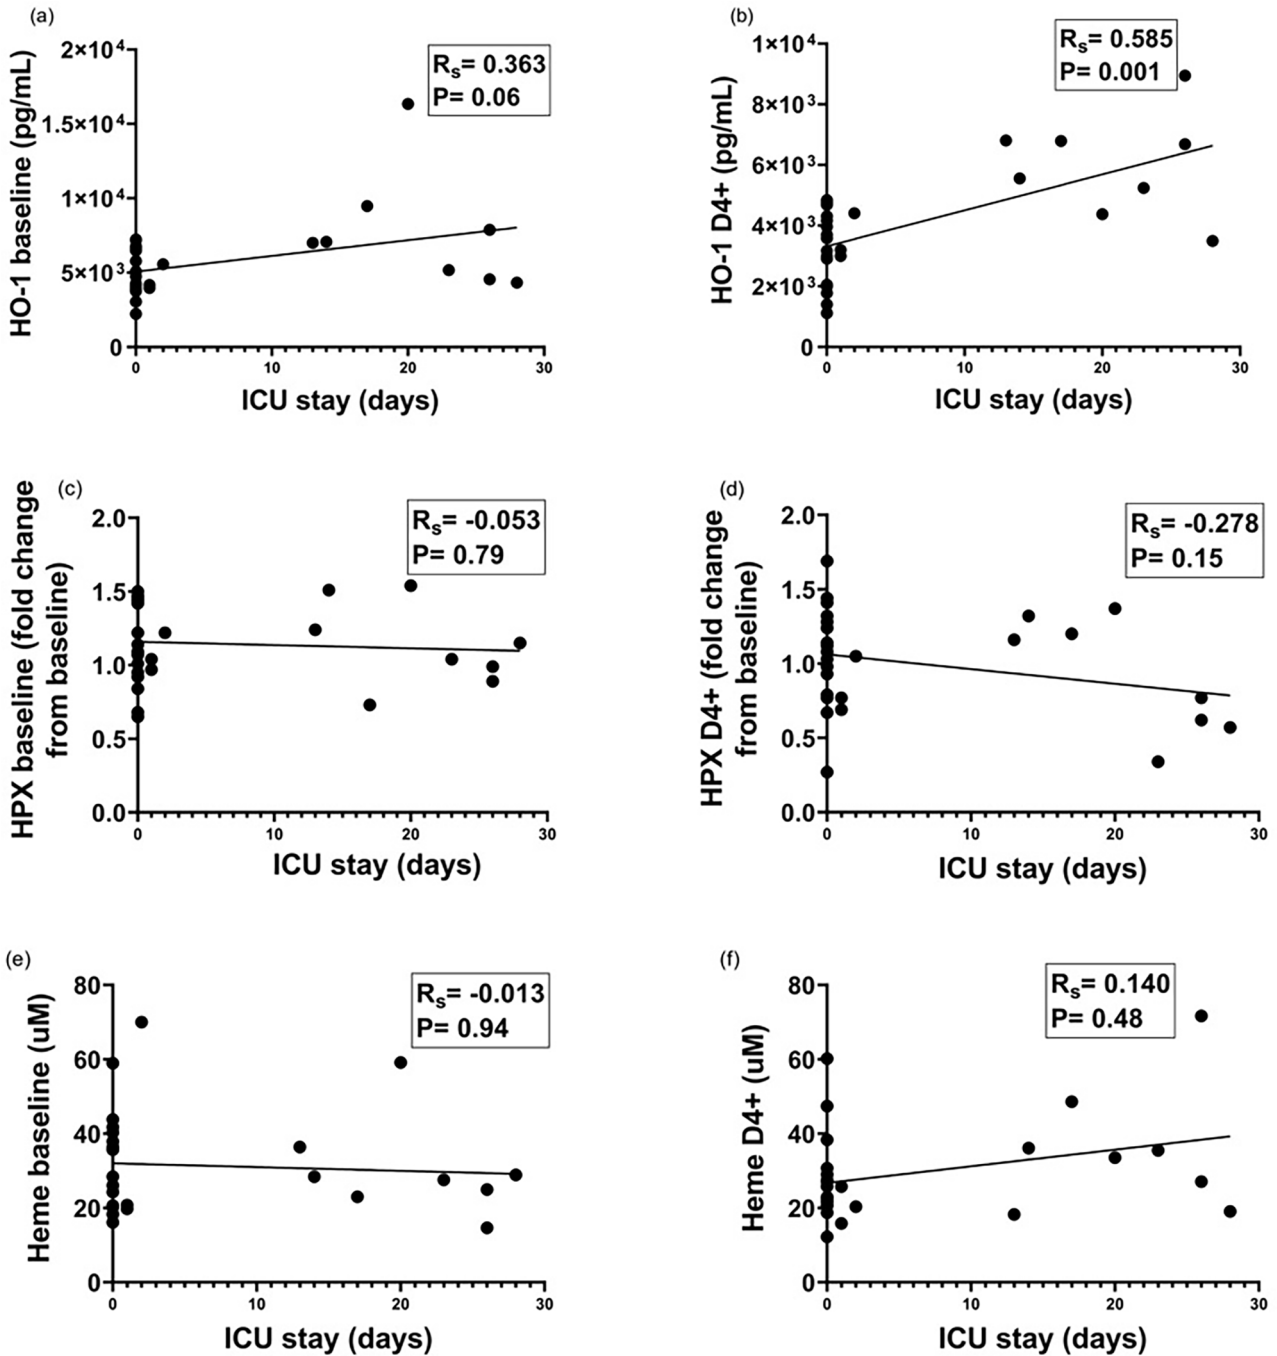 (a)
HO-1 baseline (pg/mL)
2×10⁴
1.5×10⁴
1×10⁴
5×10³
0
Rₛ= 0.363
P= 0.06
0 10 20 30
ICU stay (days)
(b)
HO-1 D4+ (pg/mL)
1×10⁴
8×10³
6×10³
4×10³
2×10³
0
Rₛ= 0.585
P= 0.001
0 10 20 30
ICU stay (days)
(c)
HPX baseline (fold change
from baseline)
2.0
1.5
1.0
0.5
0.0
Rₛ= -0.053
P= 0.79
0 10 20 30
ICU stay (days)
(d)
HPX D4+ (fold change
from baseline)
2.0
1.5
1.0
0.5
0.0
Rₛ= -0.278
P= 0.15
0 10 20 30
ICU stay (days)
(e)
Heme baseline (uM)
80
60
40
20
0
Rₛ= -0.013
P= 0.94
0 10 20 30
ICU stay (days)
(f)
Heme D4+ (uM)
80
60
40
20
0
Rₛ= 0.140
P= 0.48
0 10 20 30
ICU stay (days)